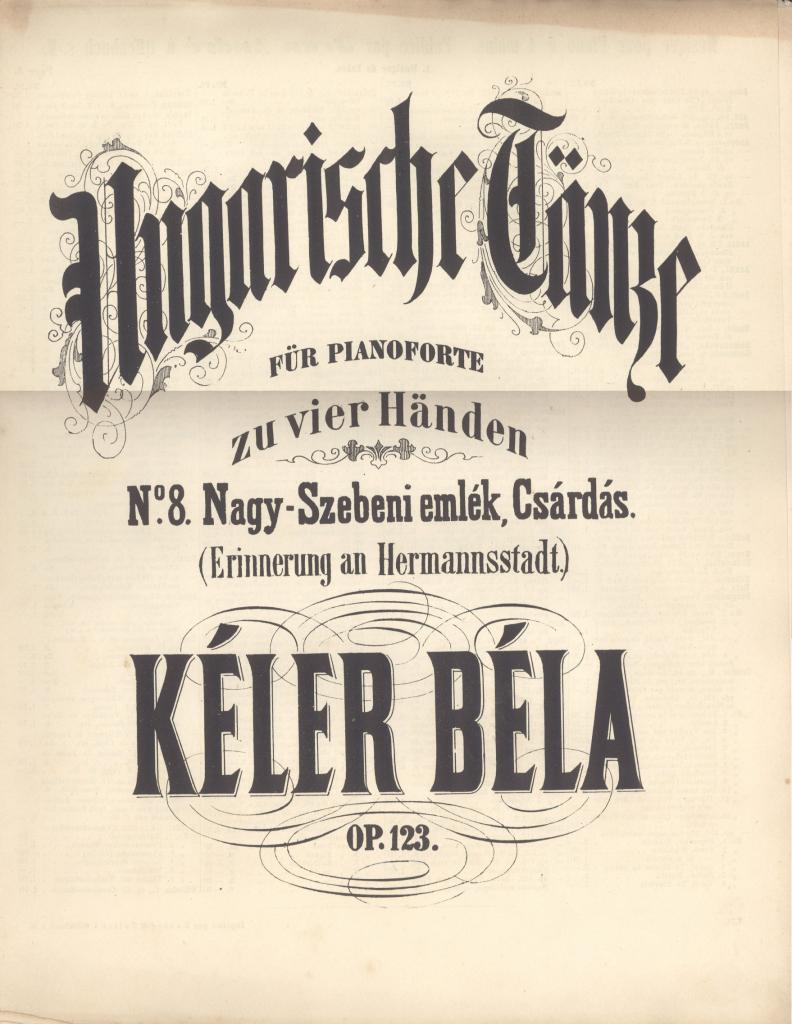 Ungarische Tänze
FÜR PIANOFORTE
zu vier Händen
Nº. 8. Nagy-Szebeni emlék, Csárdás.
(Erinnerung an Hermannsstadt.)
KÉLER BÉLA
OP. 123.